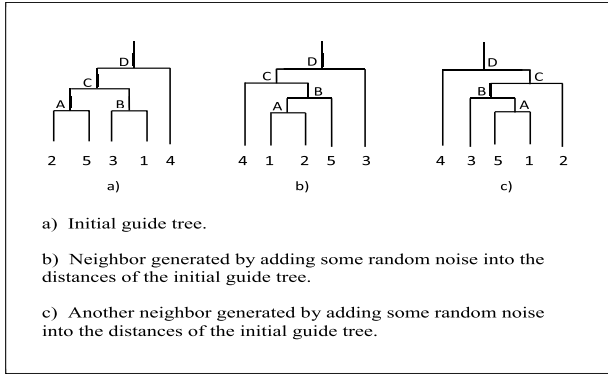 D D D
C C C
A B B B
A A
2 5 3 1 4 4 1 2 5 3 4 3 5 1 2
a) b) c)
a) Initial guide tree.
b) Neighbor generated by adding some random noise into the
distances of the initial guide tree.
c) Another neighbor generated by adding some random noise
into the distances of the initial guide tree.